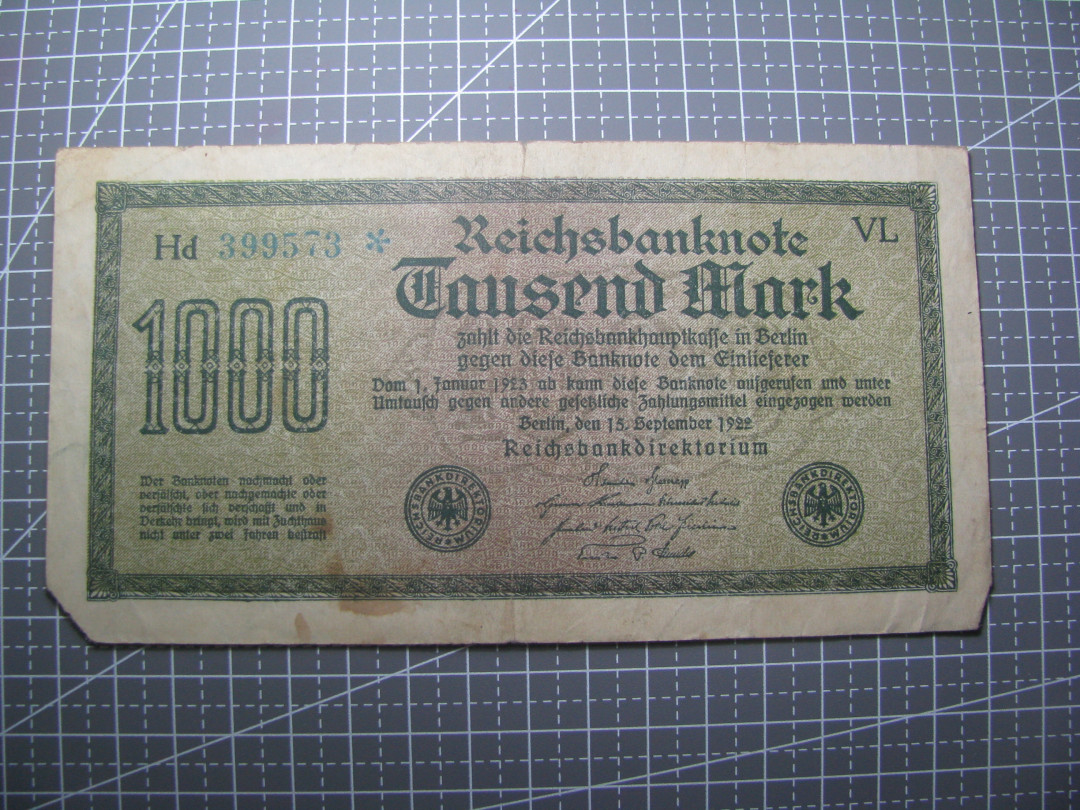 Hd 399573 *
Reichsbanknote
VL
Tausend Mark
1000
zahlt die Reichsbankhauptkasse in Berlin
gegen diese Banknote dem Einlieferer
Vom 1. Januar 1923 ab kann diese Banknote aufgerufen und unter
Umtausch gegen andere gesetzliche Zahlungsmittel eingezogen werden
Berlin, den 15. September 1922
Reichsbankdirektorium
Wer Banknoten nachmacht oder
verfälscht, oder nachgemachte oder
verfälschte sich verschafft und in
Verkehr bringt, wird mit Zuchthaus
nicht unter zwei Jahren bestraft
REICHSBANKDIREKTORIUM
REICHSBANKDIREKTORIUM